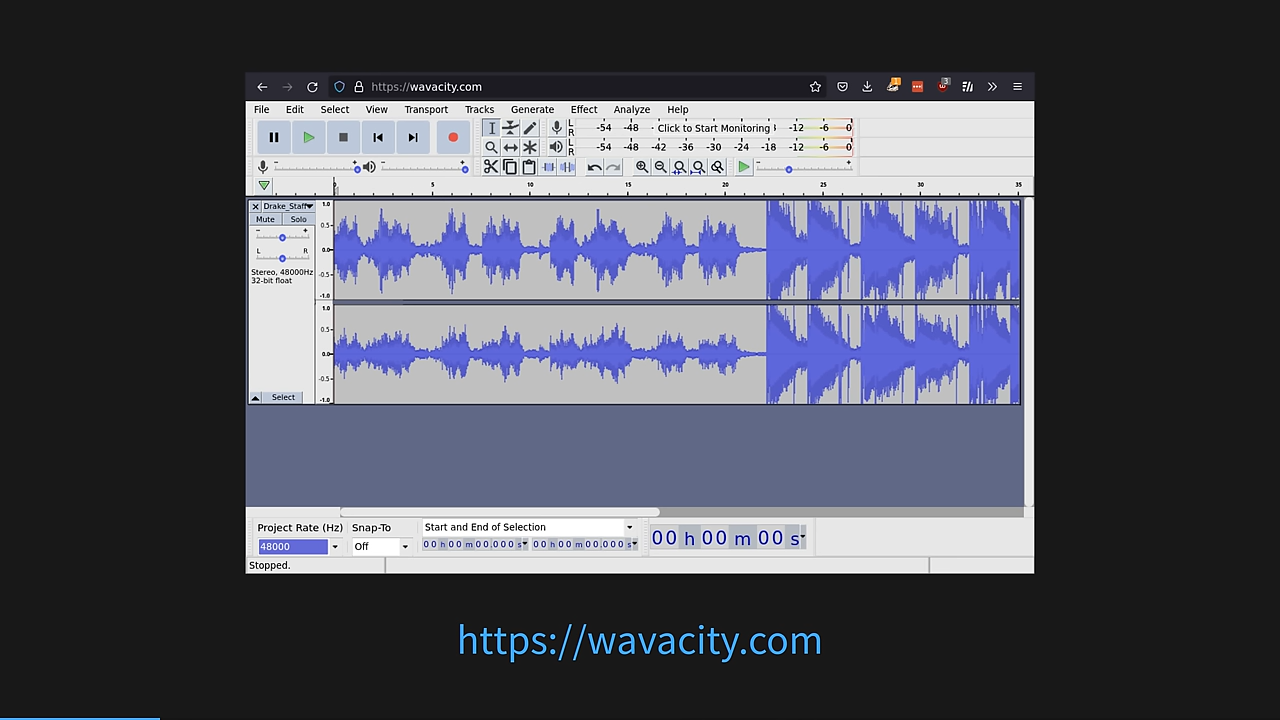 https://wavacity.com
File Edit Select View Transport Tracks Generate Effect Analyze Help
L R -54 -48 Click to Start Monitoring -12 -6 0
L R -54 -48 -42 -36 -30 -24 -18 -12 -6 0
5 10 15 20 25 30 35
Drake_Staff
Mute Solo
- +
L R
Stereo, 48000Hz
32-bit float
1.0
0.5
0.0
-0.5
-1.0
1.0
0.5
0.0
-0.5
-1.0
Select
Project Rate (Hz) Snap-To Start and End of Selection
48000 Off 00 h 00 m 00.000 s 00 h 00 m 00.000 s
00 h 00 m 00 s
Stopped.
https://wavacity.com